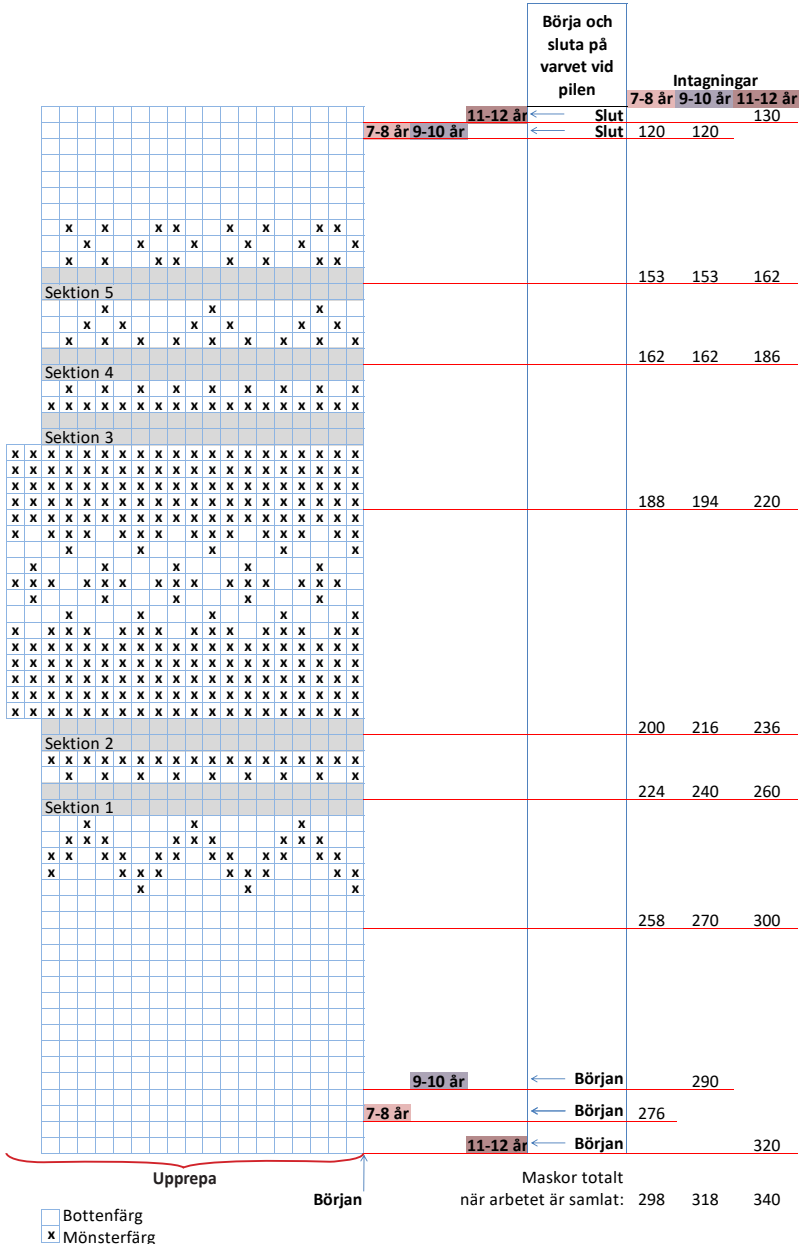 Börja och
sluta på
varvet vid
pilen
Intagningar
7-8 år 9-10 år 11-12 år
11-12 år Slut 130
7-8 år 9-10 år Slut 120 120
x x x x x x x x
x x x x x x
x x x x x x x x
153 153 162
Sektion 5
x x x
x x x x x x
x x x x x x x x x
162 162 186
Sektion 4
x x x x x x x x x
x x x x x x x x x x x x x x x x x x
Sektion 3
x x x x x x x x x x x x x x x x x x x x
x x x x x x x x x x x x x x x x x x x x
x x x x x x x x x x x x x x x x x x x x
x x x x x x x x x x x x x x x x x x x x 188 194 220
x x x x x x x x x x x x x x x x x x x x
x x x x x x x x x x x x x x x
x x x x x
x x x x x
x x x x x x x x x x x x x x x
x x x x x
x x x x x
x x x x x x x x x x x x x x x
x x x x x x x x x x x x x x x x x x x x
x x x x x x x x x x x x x x x x x x x x
x x x x x x x x x x x x x x x x x x x x
x x x x x x x x x x x x x x x x x x x x
x x x x x x x x x x x x x x x x x x x x
200 216 236
Sektion 2
x x x x x x x x x x x x x x x x x x
x x x x x x x x x
224 240 260
Sektion 1
x x x
x x x x x x x x x
x x x x x x x x x x x x
x x x x x x x x x
x x x
258 270 300
9-10 år Början 290
7-8 år Början 276
11-12 år Början 320
Upprepa
Maskor totalt
Början när arbetet är samlat: 298 318 340
Bottenfärg
x Mönsterfärg